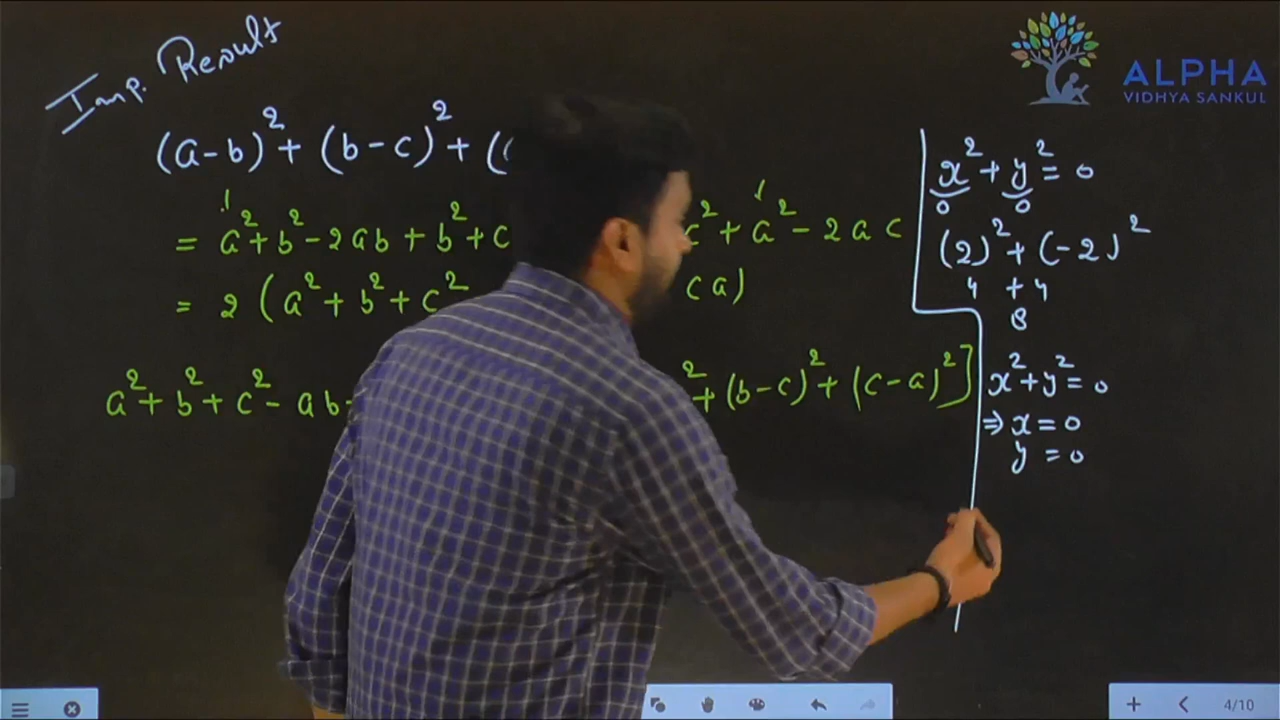 Imp. Result
(a-b)² + (b-c)² + (
= a² + b² - 2ab + b² + c c² + a² - 2ac
= 2 (a² + b² + c² ca)
a² + b² + c² - ab - ² + (b-c)² + (c-a)²]
ALPHA
VIDHYA SANKUL
x² + y² = 0
0 0
(2)² + (-2)²
4 + 4
8
x² + y² = 0
⇒ x = 0
y = 0
4/10